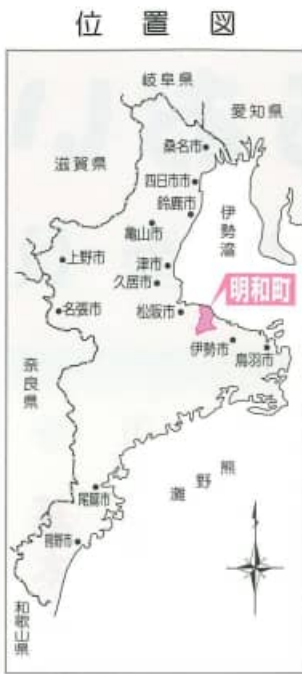 位置図
岐阜県
愛知県
桑名市
滋賀県
四日市市
鈴鹿市
伊勢湾
亀山市
上野市
津市
久居市
明和町
名張市
松阪市
伊勢市
鳥羽市
奈良県
熊野灘
尾鷲市
熊野市
和歌山県